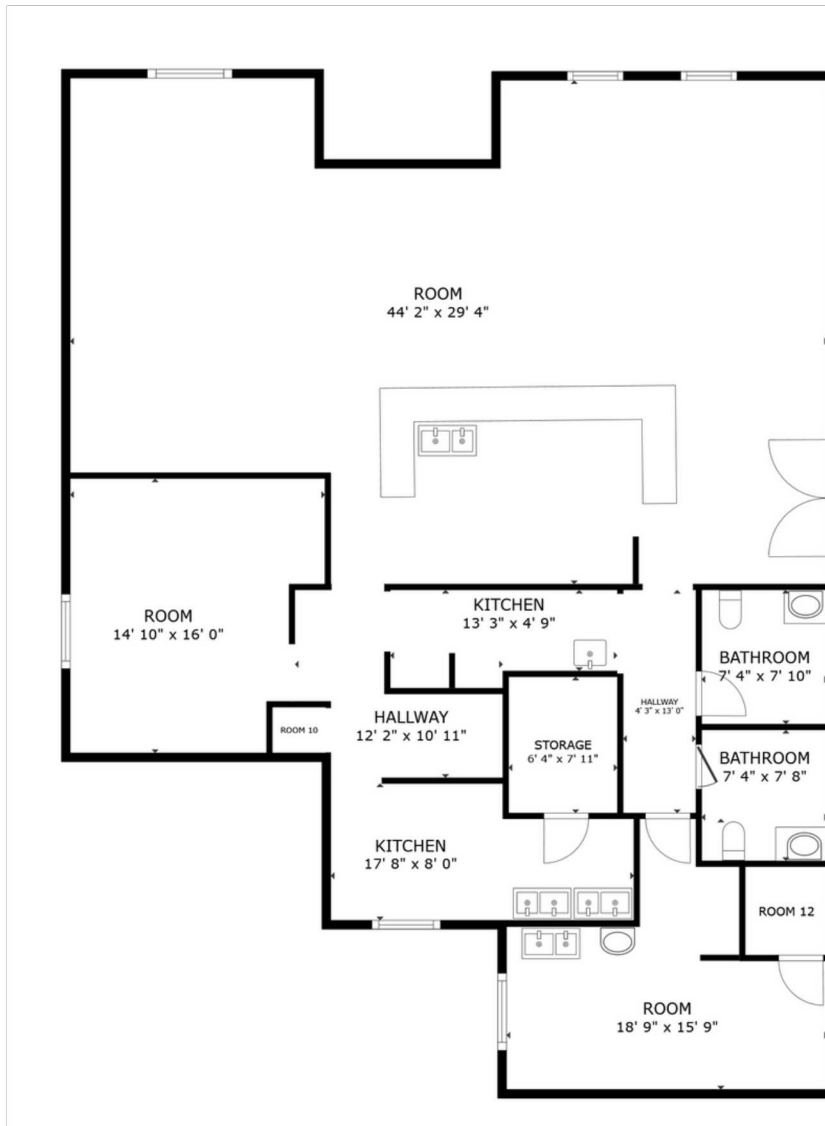 ROOM
44' 2" x 29' 4"
ROOM
14' 10" x 16' 0"
KITCHEN
13' 3" x 4' 9"
BATHROOM
7' 4" x 7' 10"
HALLWAY
4' 3" x 13' 0"
HALLWAY
12' 2" x 10' 11"
ROOM 10
STORAGE
6' 4" x 7' 11"
BATHROOM
7' 4" x 7' 8"
KITCHEN
17' 8" x 8' 0"
ROOM 12
ROOM
18' 9" x 15' 9"